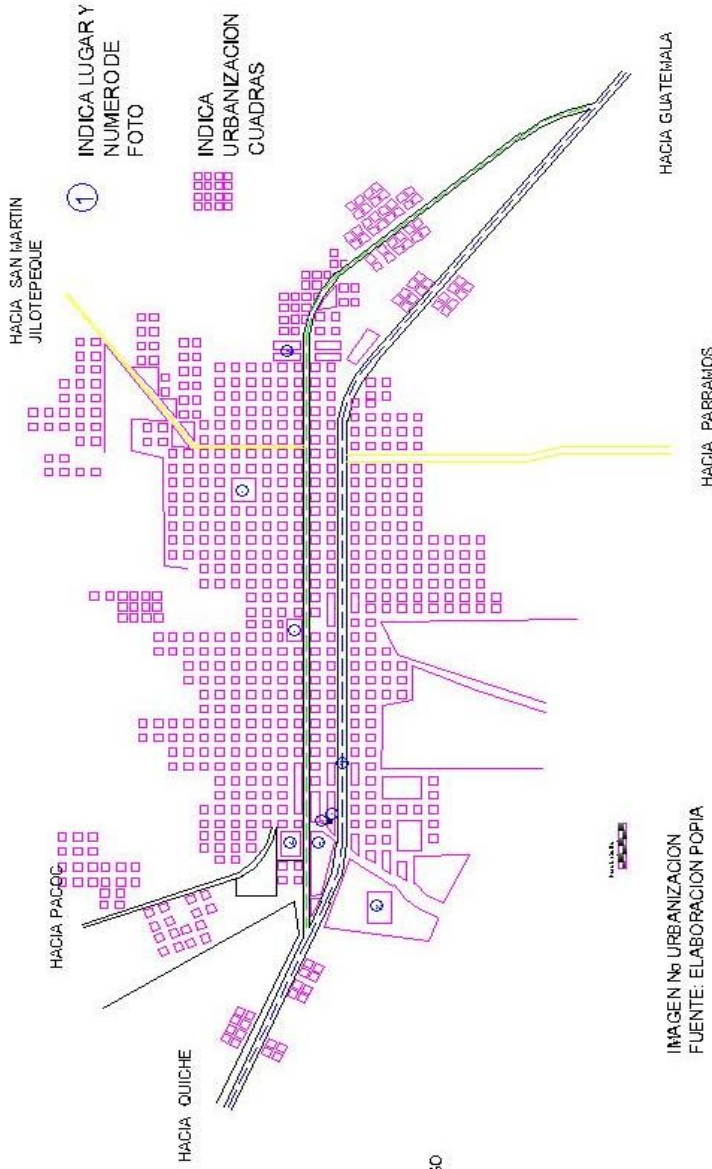 HACIA SAN MARTIN
JILOTEPEQUE
1
INDICA LUGAR Y
NUMERO DE
FOTO
INDICA
URBANIZACION
CUADRAS
HACIA GUATEMALA
HACIA PARRAMOS
HACIA PACOC
HACIA QUICHE
IMAGEN No URBANIZACION
FUENTE: ELABORACION POPIA